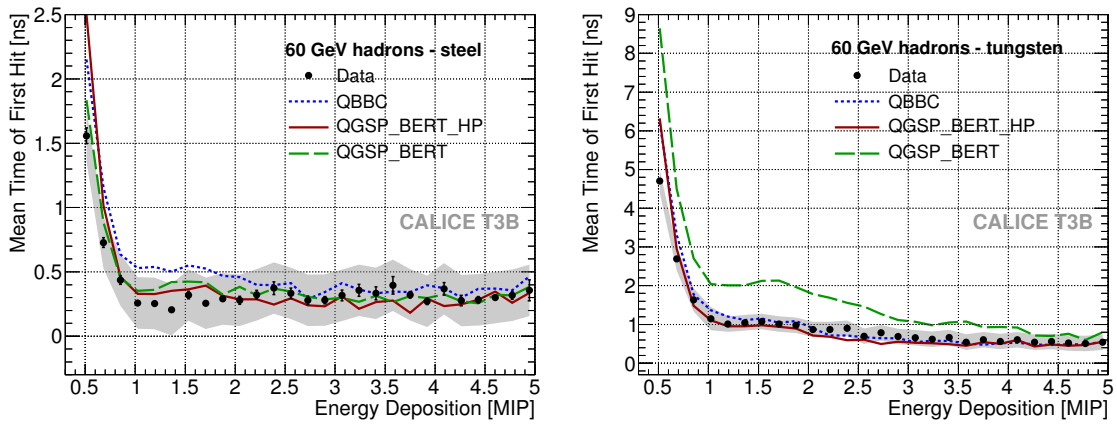 Mean Time of First Hit [ns]
2.5
2
1.5
1
0.5
0
60 GeV hadrons - steel
Data
QBBC
QGSP_BERT_HP
QGSP_BERT
CALICE T3B
0.5 1 1.5 2 2.5 3 3.5 4 4.5 5
Energy Deposition [MIP]
Mean Time of First Hit [ns]
9
8
7
6
5
4
3
2
1
0
60 GeV hadrons - tungsten
Data
QBBC
QGSP_BERT_HP
QGSP_BERT
CALICE T3B
0.5 1 1.5 2 2.5 3 3.5 4 4.5 5
Energy Deposition [MIP]